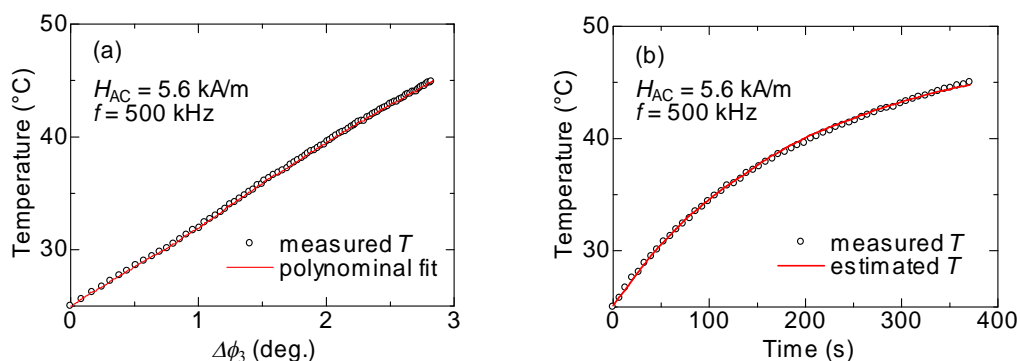 50
(a)
H_AC = 5.6 kA/m
f = 500 kHz
40
30
Temperature (°C)
measured T
polynominal fit
0 1 2 3
Δϕ₃ (deg.)
50
(b)
H_AC = 5.6 kA/m
f = 500 kHz
40
30
Temperature (°C)
measured T
estimated T
0 100 200 300 400
Time (s)